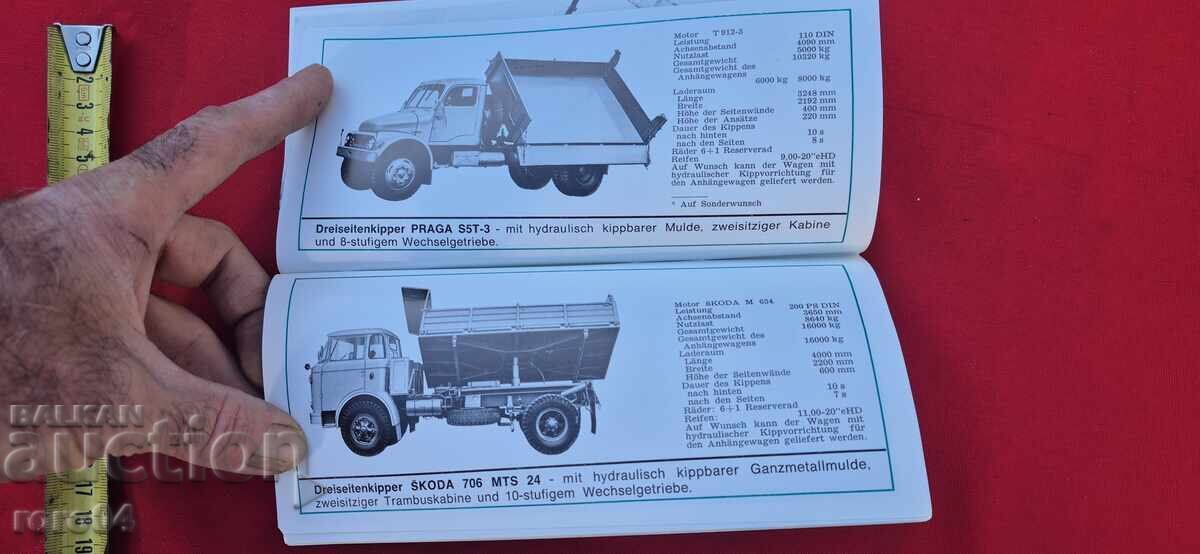 Motor T 912-3
Leistung 110 DIN
Achsenabstand 4090 mm
Nutzlast 5000 kg
Gesamtgewicht 10320 kg
Gesamtgewicht des
Anhängewagens 6000 kg 8000 kg
Laderaum
Länge 3248 mm
Breite 2192 mm
Höhe der Seitenwände 400 mm
Höhe der Ansätze 220 mm
Dauer des Kippens
nach hinten 10 s
nach den Seiten 8 s
Räder 6+1 Reserverad
Reifen 9,00-20"eHD
Auf Wunsch kann der Wagen mit
hydraulischer Kippvorrichtung für
den Anhängewagen geliefert werden.
* Auf Sonderwunsch
Dreiseitenkipper PRAGA S5T-3 - mit hydraulisch kippbarer Mulde, zweisitziger Kabine
und 8-stufigem Wechselgetriebe.
Motor ŠKODA M 634
Leistung 200 PS DIN
Achsenabstand 3650 mm
Nutzlast 8640 kg
Gesamtgewicht 16000 kg
Gesamtgewicht des
Anhängewagens 16000 kg
Laderaum
Länge 4000 mm
Breite 2200 mm
Höhe der Seitenwände 600 mm
Dauer des Kippens
nach hinten 10 s
nach den Seiten 7 s
Räder: 6+1 Reserverad
Reifen: 11,00-20"eHD
Auf Wunsch kann der Wagen mit
hydraulischer Kippvorrichtung für
den Anhängewagen geliefert werden.
Dreiseitenkipper ŠKODA 706 MTS 24 - mit hydraulisch kippbarer Ganzmetallmulde,
zweisitziger Trambuskabine und 10-stufigem Wechselgetriebe.
2
3
4
5
17
18
19
BALKAN
auction
roro14